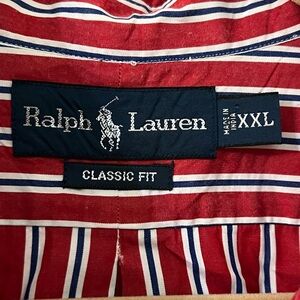 Ralph Lauren
MADE IN
INDIA
XXL
CLASSIC FIT